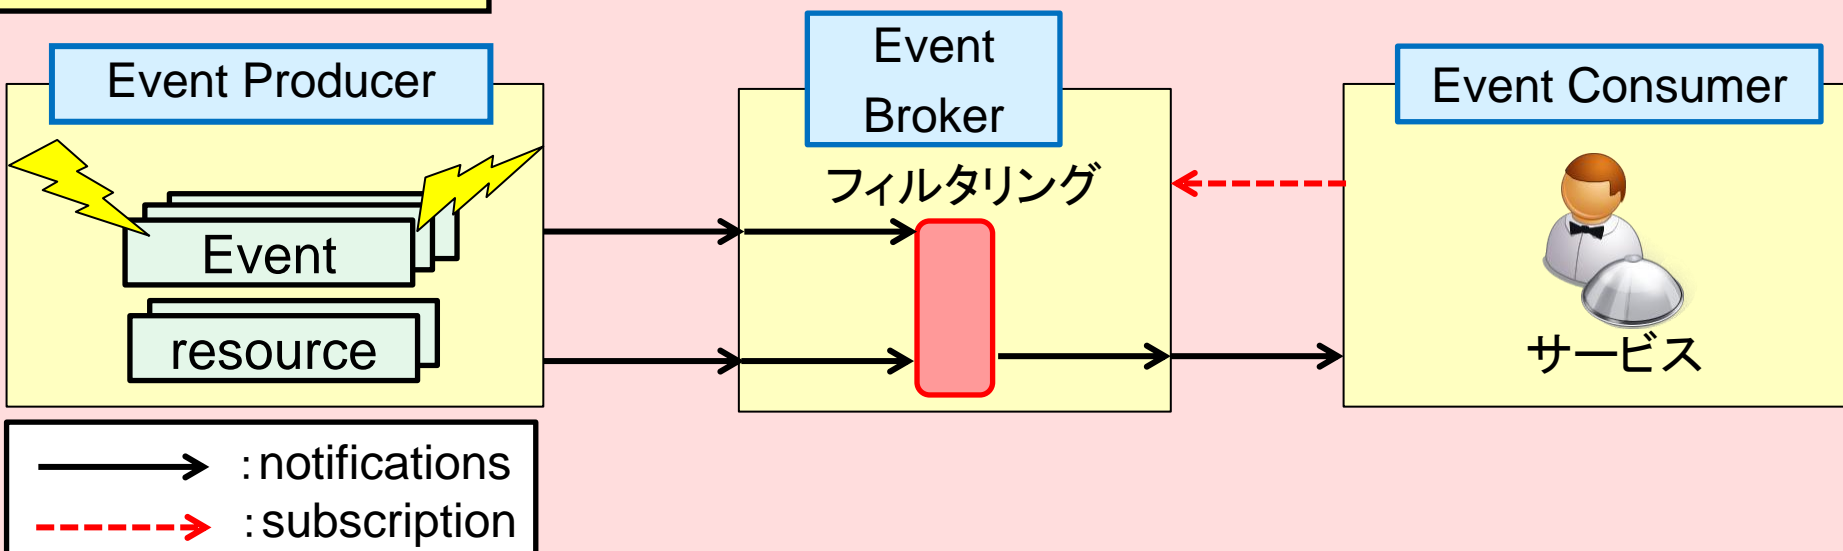 Event Producer
Event
resource
Event
Broker
フィルタリング
Event Consumer
サービス
:notifications
:subscription